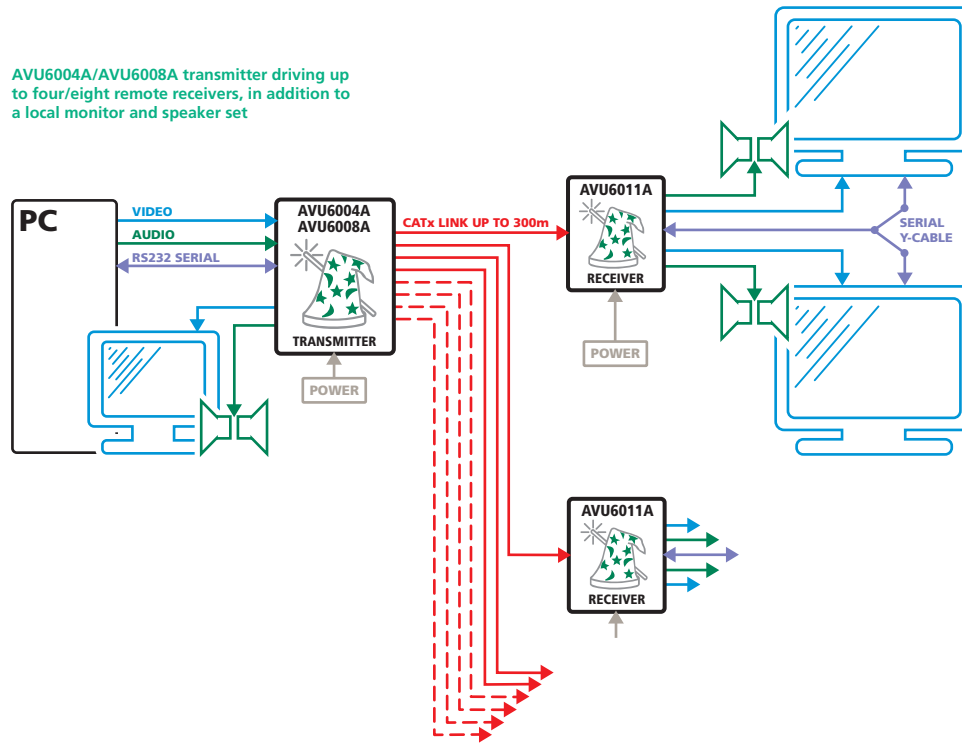 AVU6004A/AVU6008A transmitter driving up
to four/eight remote receivers, in addition to
a local monitor and speaker set
PC
VIDEO
AUDIO
RS232 SERIAL
AVU6004A
AVU6008A
TRANSMITTER
POWER
CATx LINK UP TO 300m
AVU6011A
RECEIVER
POWER
SERIAL
Y-CABLE
AVU6011A
RECEIVER